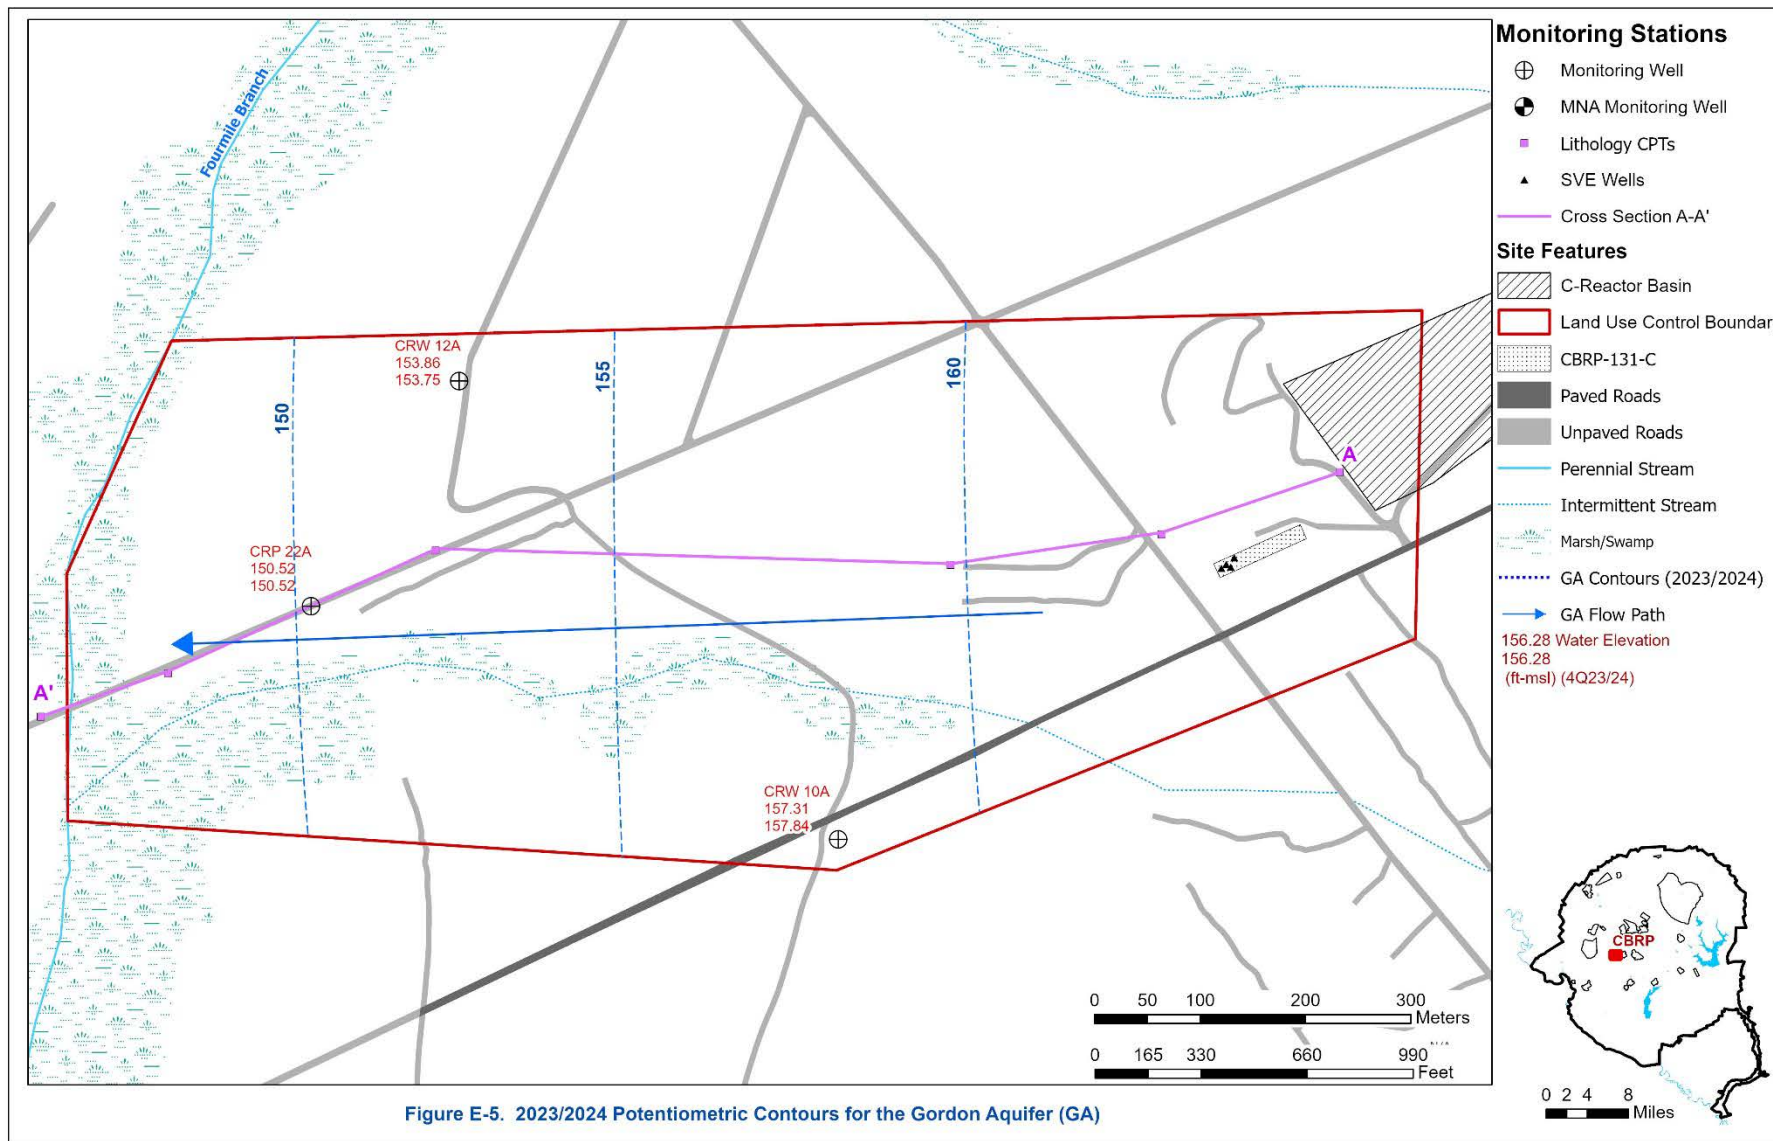 Fourmile Branch
CRW 12A
153.86
153.75
150
155
160
A
CRP 22A
150.52
150.52
A'
CRW 10A
157.31
157.84
0 50 100 200 300
Meters
0 165 330 660 990
Feet
Figure E-5. 2023/2024 Potentiometric Contours for the Gordon Aquifer (GA)
Monitoring Stations
Monitoring Well
MNA Monitoring Well
Lithology CPTs
SVE Wells
Cross Section A-A'
Site Features
C-Reactor Basin
Land Use Control Boundar
CBRP-131-C
Paved Roads
Unpaved Roads
Perennial Stream
Intermittent Stream
Marsh/Swamp
GA Contours (2023/2024)
GA Flow Path
156.28 Water Elevation
156.28
(ft-msl) (4Q23/24)
CBRP
0 2 4 8
Miles